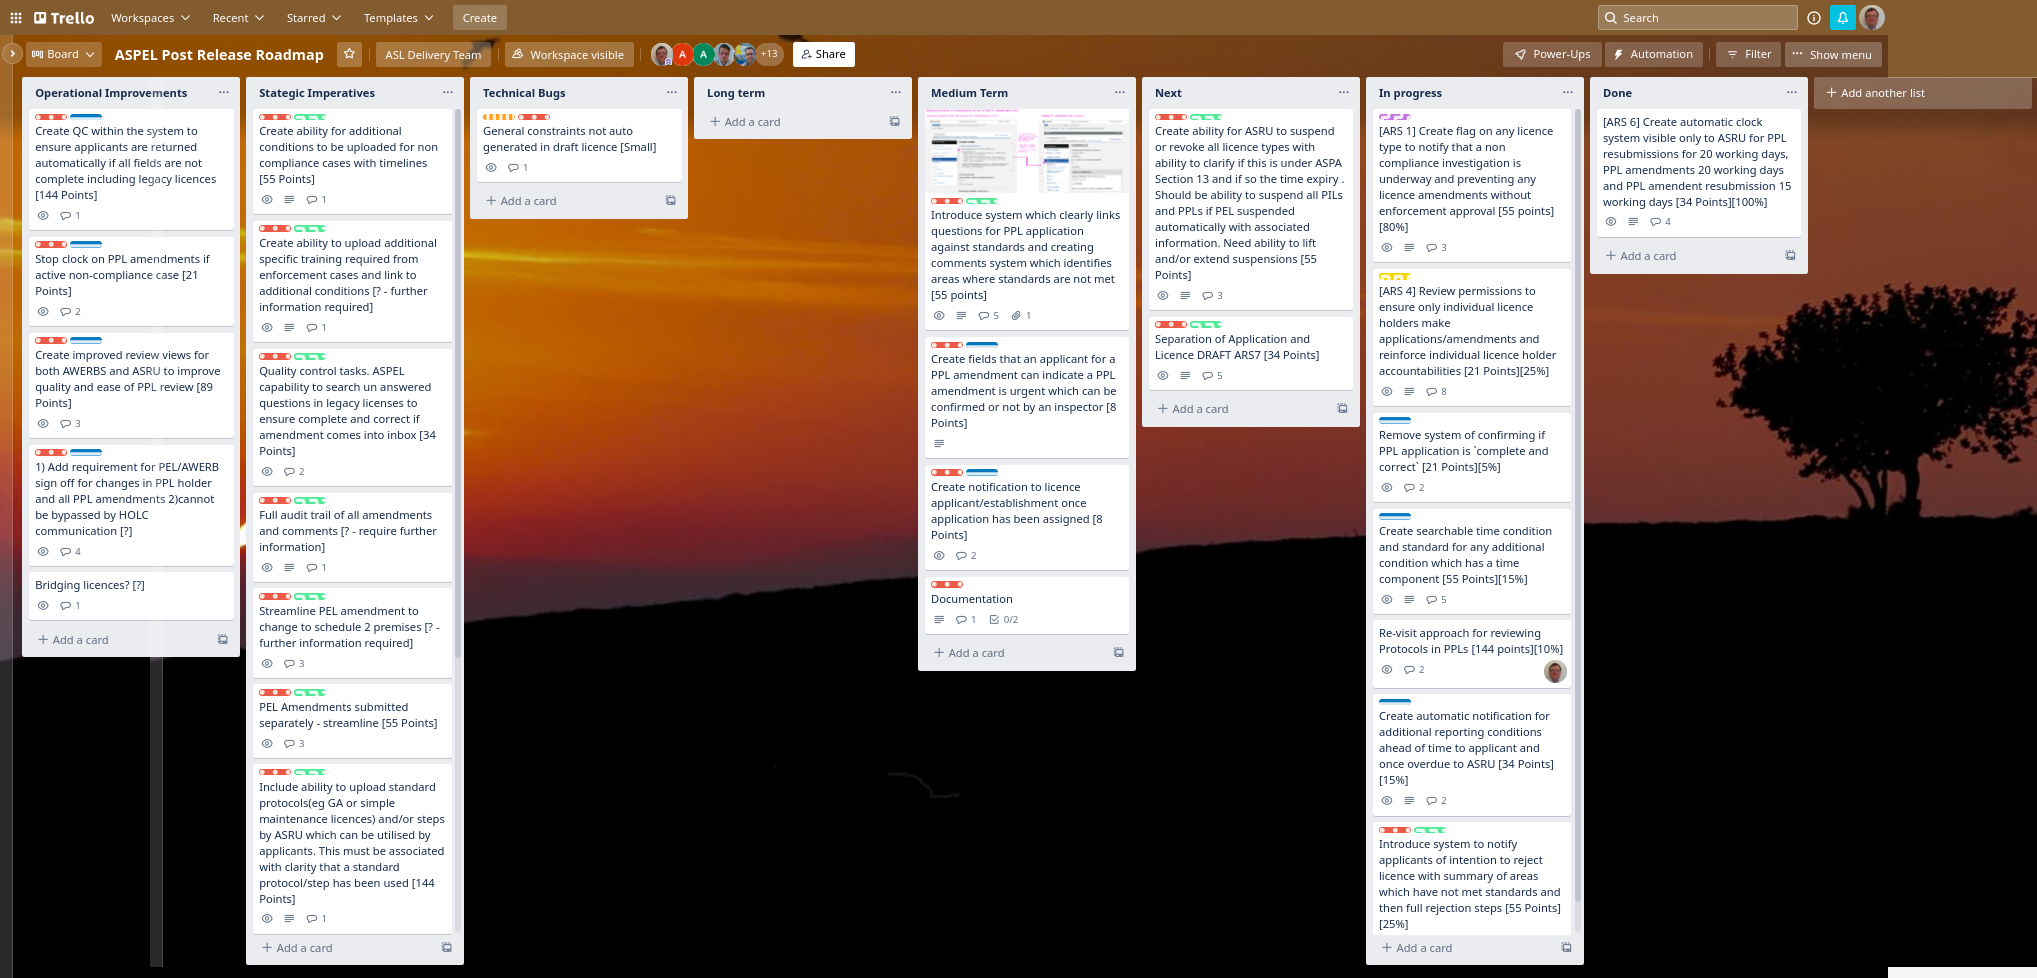 Trello
Workspaces
Recent
Starred
Templates
Create
Search
Board
ASPEL Post Release Roadmap
ASL Delivery Team
Workspace visible
A
A
+13
Share
Power-Ups
Automation
Filter
Show menu
Operational Improvements
Create QC within the system to
ensure applicants are returned
automatically if all fields are not
complete including legacy licences
[144 Points]
1
Stop clock on PPL amendments if
active non-compliance case [21
Points]
2
Create improved review views for
both AWERBS and ASRU to improve
quality and ease of PPL review [89
Points]
3
1) Add requirement for PEL/AWERB
sign off for changes in PPL holder
and all PPL amendments 2)cannot
be bypassed by HOLC
communication [?]
4
Bridging licences? [?]
1
Add a card
Stategic Imperatives
Create ability for additional
conditions to be uploaded for non
compliance cases with timelines
[55 Points]
1
Create ability to upload additional
specific training required from
enforcement cases and link to
additional conditions [? - further
information required]
1
Quality control tasks. ASPEL
capability to search un answered
questions in legacy licenses to
ensure complete and correct if
amendment comes into inbox [34
Points]
2
Full audit trail of all amendments
and comments [? - require further
information]
1
Streamline PEL amendment to
change to schedule 2 premises [? -
further information required]
3
PEL Amendments submitted
separately - streamline [55 Points]
3
Include ability to upload standard
protocols(eg GA or simple
maintenance licences) and/or steps
by ASRU which can be utilised by
applicants. This must be associated
with clarity that a standard
protocol/step has been used [144
Points]
1
Add a card
Technical Bugs
General constraints not auto
generated in draft licence [Small]
1
Add a card
Long term
Add a card
Medium Term
Introduce system which clearly links
questions for PPL application
against standards and creating
comments system which identifies
areas where standards are not met
[55 points]
5
1
Create fields that an applicant for a
PPL amendment can indicate a PPL
amendment is urgent which can be
confirmed or not by an inspector [8
Points]
Create notification to licence
applicant/establishment once
application has been assigned [8
Points]
2
Documentation
1
0/2
Add a card
Next
Create ability for ASRU to suspend
or revoke all licence types with
ability to clarify if this is under ASPA
Section 13 and if so the time expiry .
Should be ability to suspend all PILs
and PPLs if PEL suspended
automatically with associated
information. Need ability to lift
and/or extend suspensions [55
Points]
3
Separation of Application and
Licence DRAFT ARS7 [34 Points]
5
Add a card
In progress
[ARS 1] Create flag on any licence
type to notify that a non
compliance investigation is
underway and preventing any
licence amendments without
enforcement approval [55 points]
[80%]
3
[ARS 4] Review permissions to
ensure only individual licence
holders make
applications/amendments and
reinforce individual licence holder
accountabilities [21 Points][25%]
8
Remove system of confirming if
PPL application is `complete and
correct` [21 Points][5%]
2
Create searchable time condition
and standard for any additional
condition which has a time
component [55 Points][15%]
5
Re-visit approach for reviewing
Protocols in PPLs [144 points][10%]
2
Create automatic notification for
additional reporting conditions
ahead of time to applicant and
once overdue to ASRU [34 Points]
[15%]
2
Introduce system to notify
applicants of intention to reject
licence with summary of areas
which have not met standards and
then full rejection steps [55 Points]
[25%]
Add a card
Done
[ARS 6] Create automatic clock
system visible only to ASRU for PPL
resubmissions for 20 working days,
PPL amendments 20 working days
and PPL amendent resubmission 15
working days [34 Points][100%]
4
Add a card
Add another list